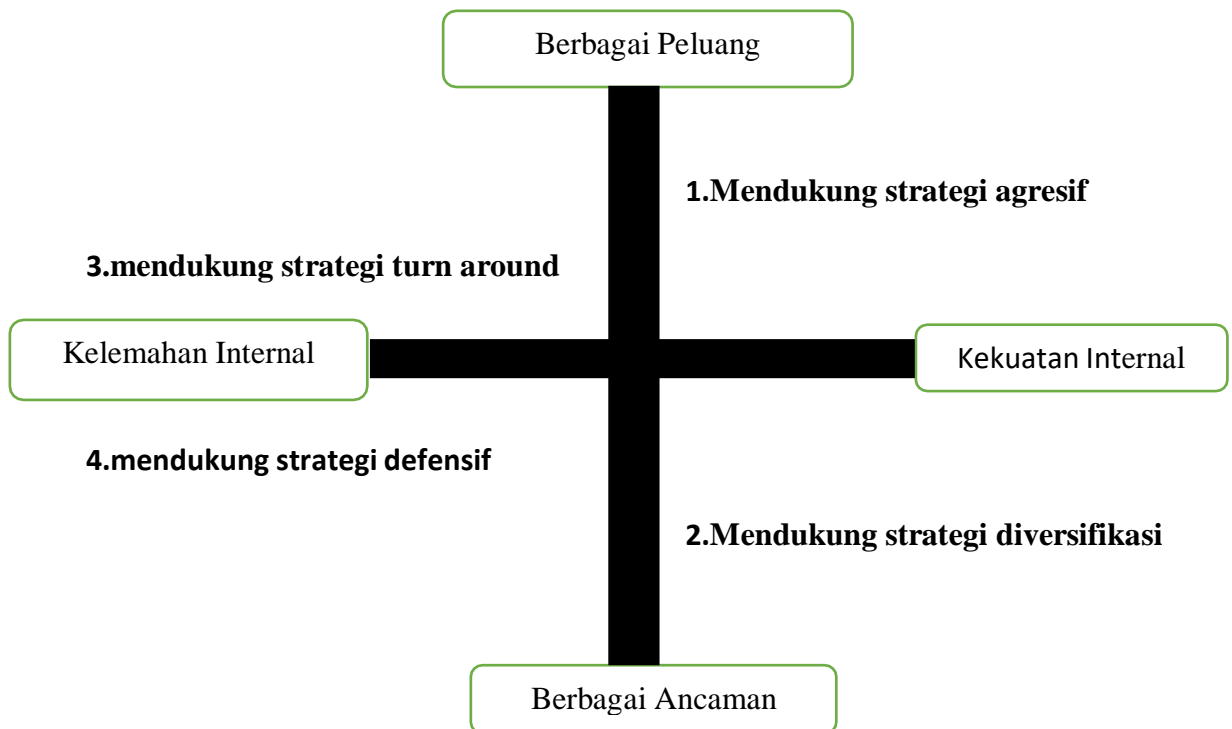 Berbagai Peluang
1.Mendukung strategi agresif
3.mendukung strategi turn around
Kelemahan Internal
Kekuatan Internal
4.mendukung strategi defensif
2.Mendukung strategi diversifikasi
Berbagai Ancaman